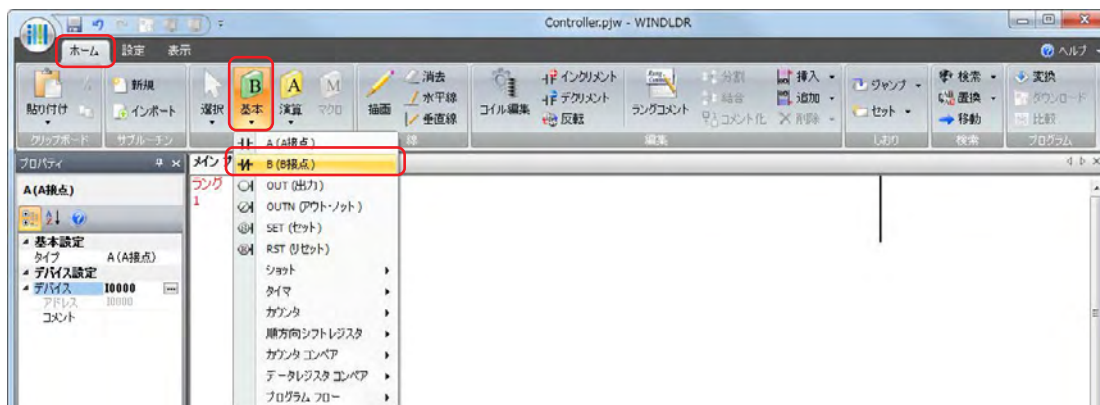 Controller.pjw - WINDLDR
ホーム 設定 表示 ヘルプ
貼り付け 新規 インポート 選択 B 基本 A 演算 M マクロ 描画 消去 水平線 垂直線 コイル編集 インクリメント デクリメント 反転 ラングコメント 分割 結合 コメント化 挿入 追加 削除 ジャンプ セット 検索 置換 移動 変換 ダウンロード 比較
クリップボード サブルーチン 線 編集 しおり 検索 プログラム
プロパティ
A (A接点)
基本設定
タイプ A (A接点)
デバイス設定
デバイス I0000
アドレス I0000
コメント
メイン
ラング
1
A (A接点)
B (B接点)
OUT (出力)
OUTN (アウト・ノット)
SET (セット)
RST (リセット)
ショット
タイマ
カウンタ
順方向シフトレジスタ
カウンタ コンペア
データレジスタ コンペア
プログラム フロー